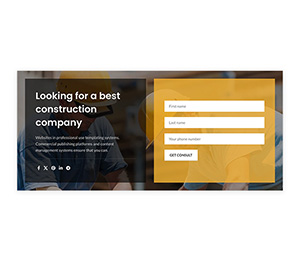 Looking for a best
construction
company
Websites in professional use templating systems.
Commercial publishing platforms and content
management systems ensure that you can.
First name
Last name
Your phone number
GET CONSULT